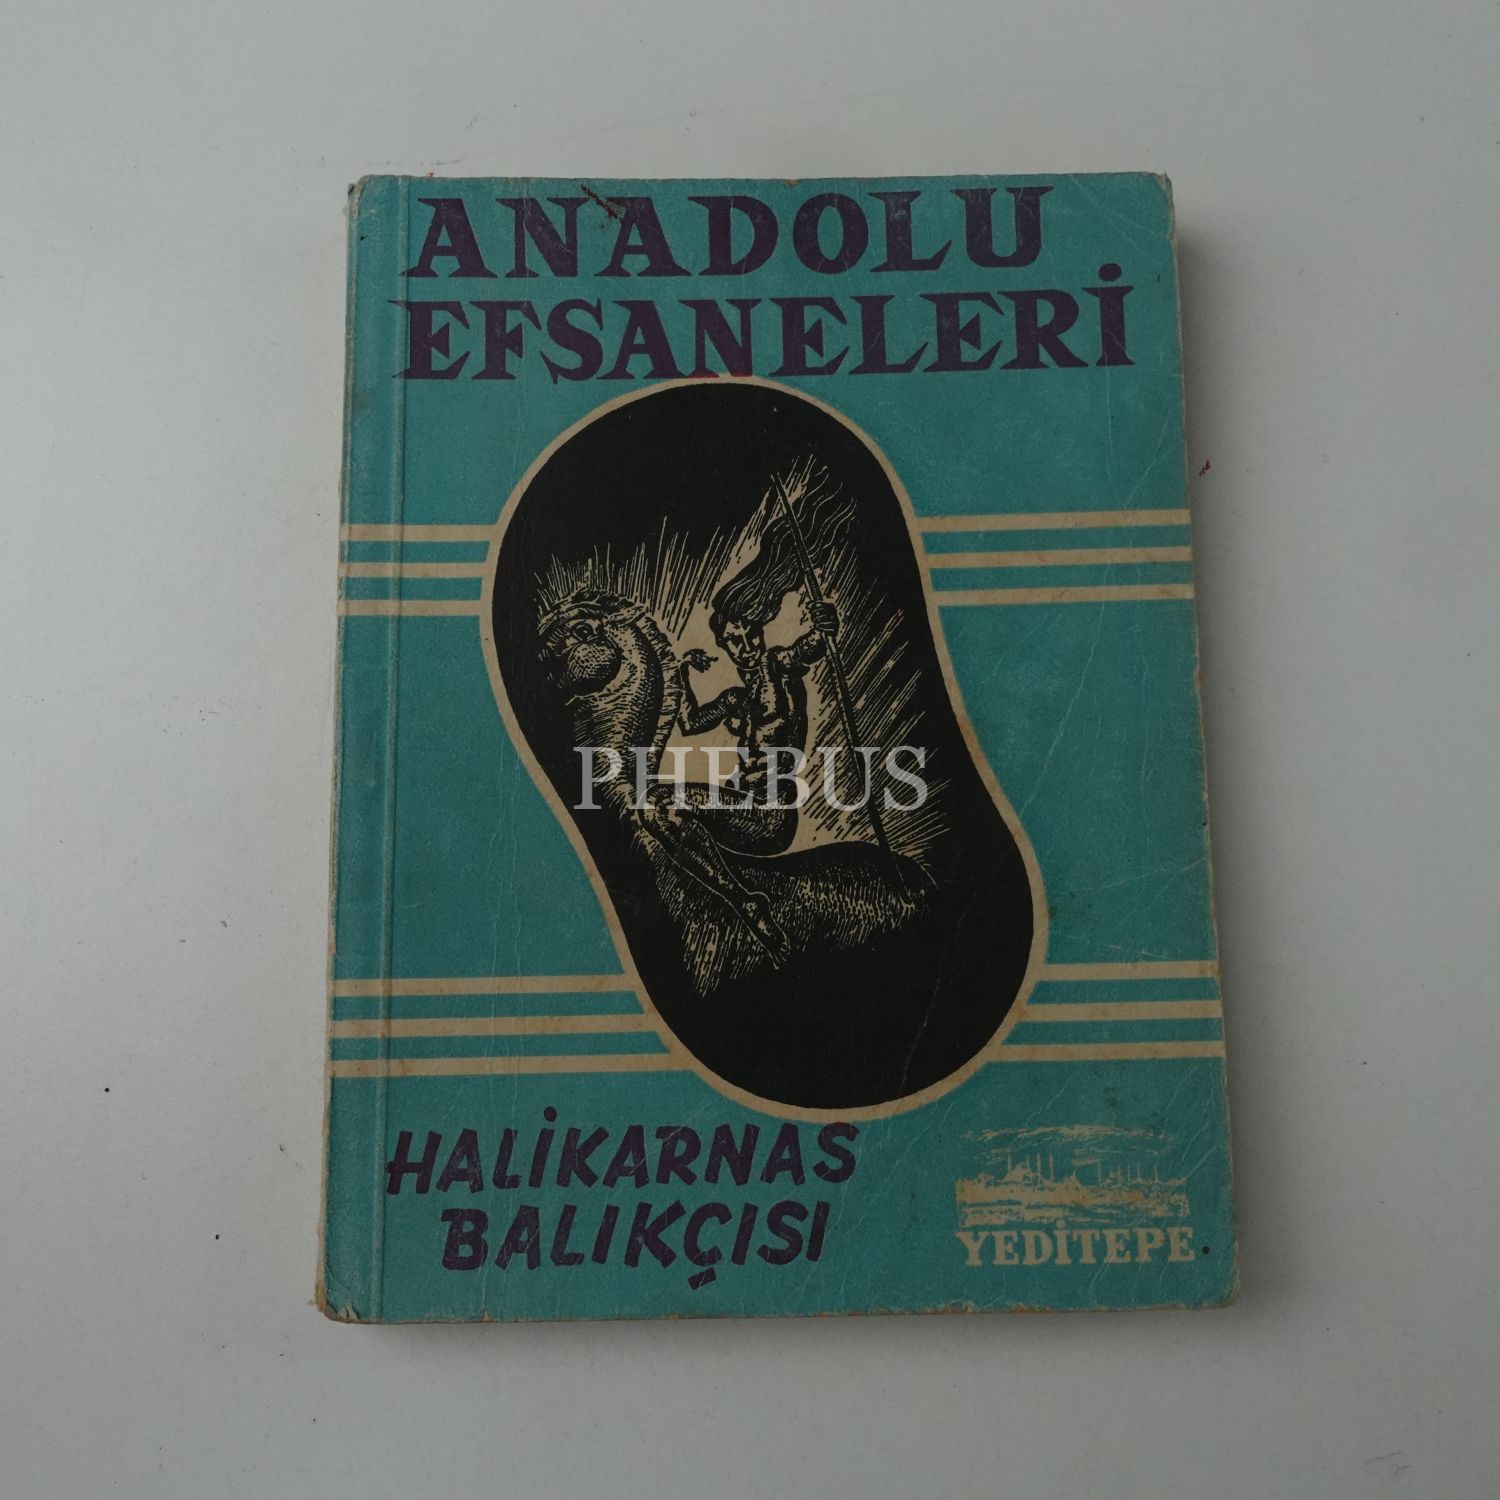 ANADOLU
EFSANELERİ
PHEBUS
HALİKARNAS
BALIKÇISI
YEDİTEPE